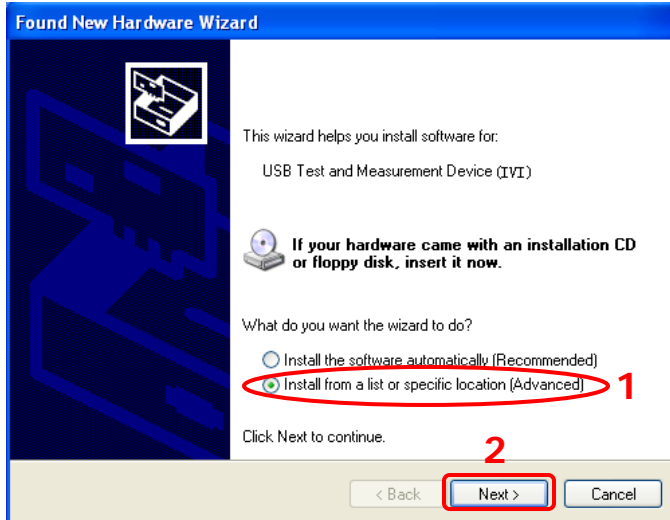 Found New Hardware Wizard
This wizard helps you install software for:
USB Test and Measurement Device (IVI)
If your hardware came with an installation CD
or floppy disk, insert it now.
What do you want the wizard to do?
Install the software automatically (Recommended)
Install from a list or specific location (Advanced)
1
Click Next to continue.
2
< Back
Next >
Cancel